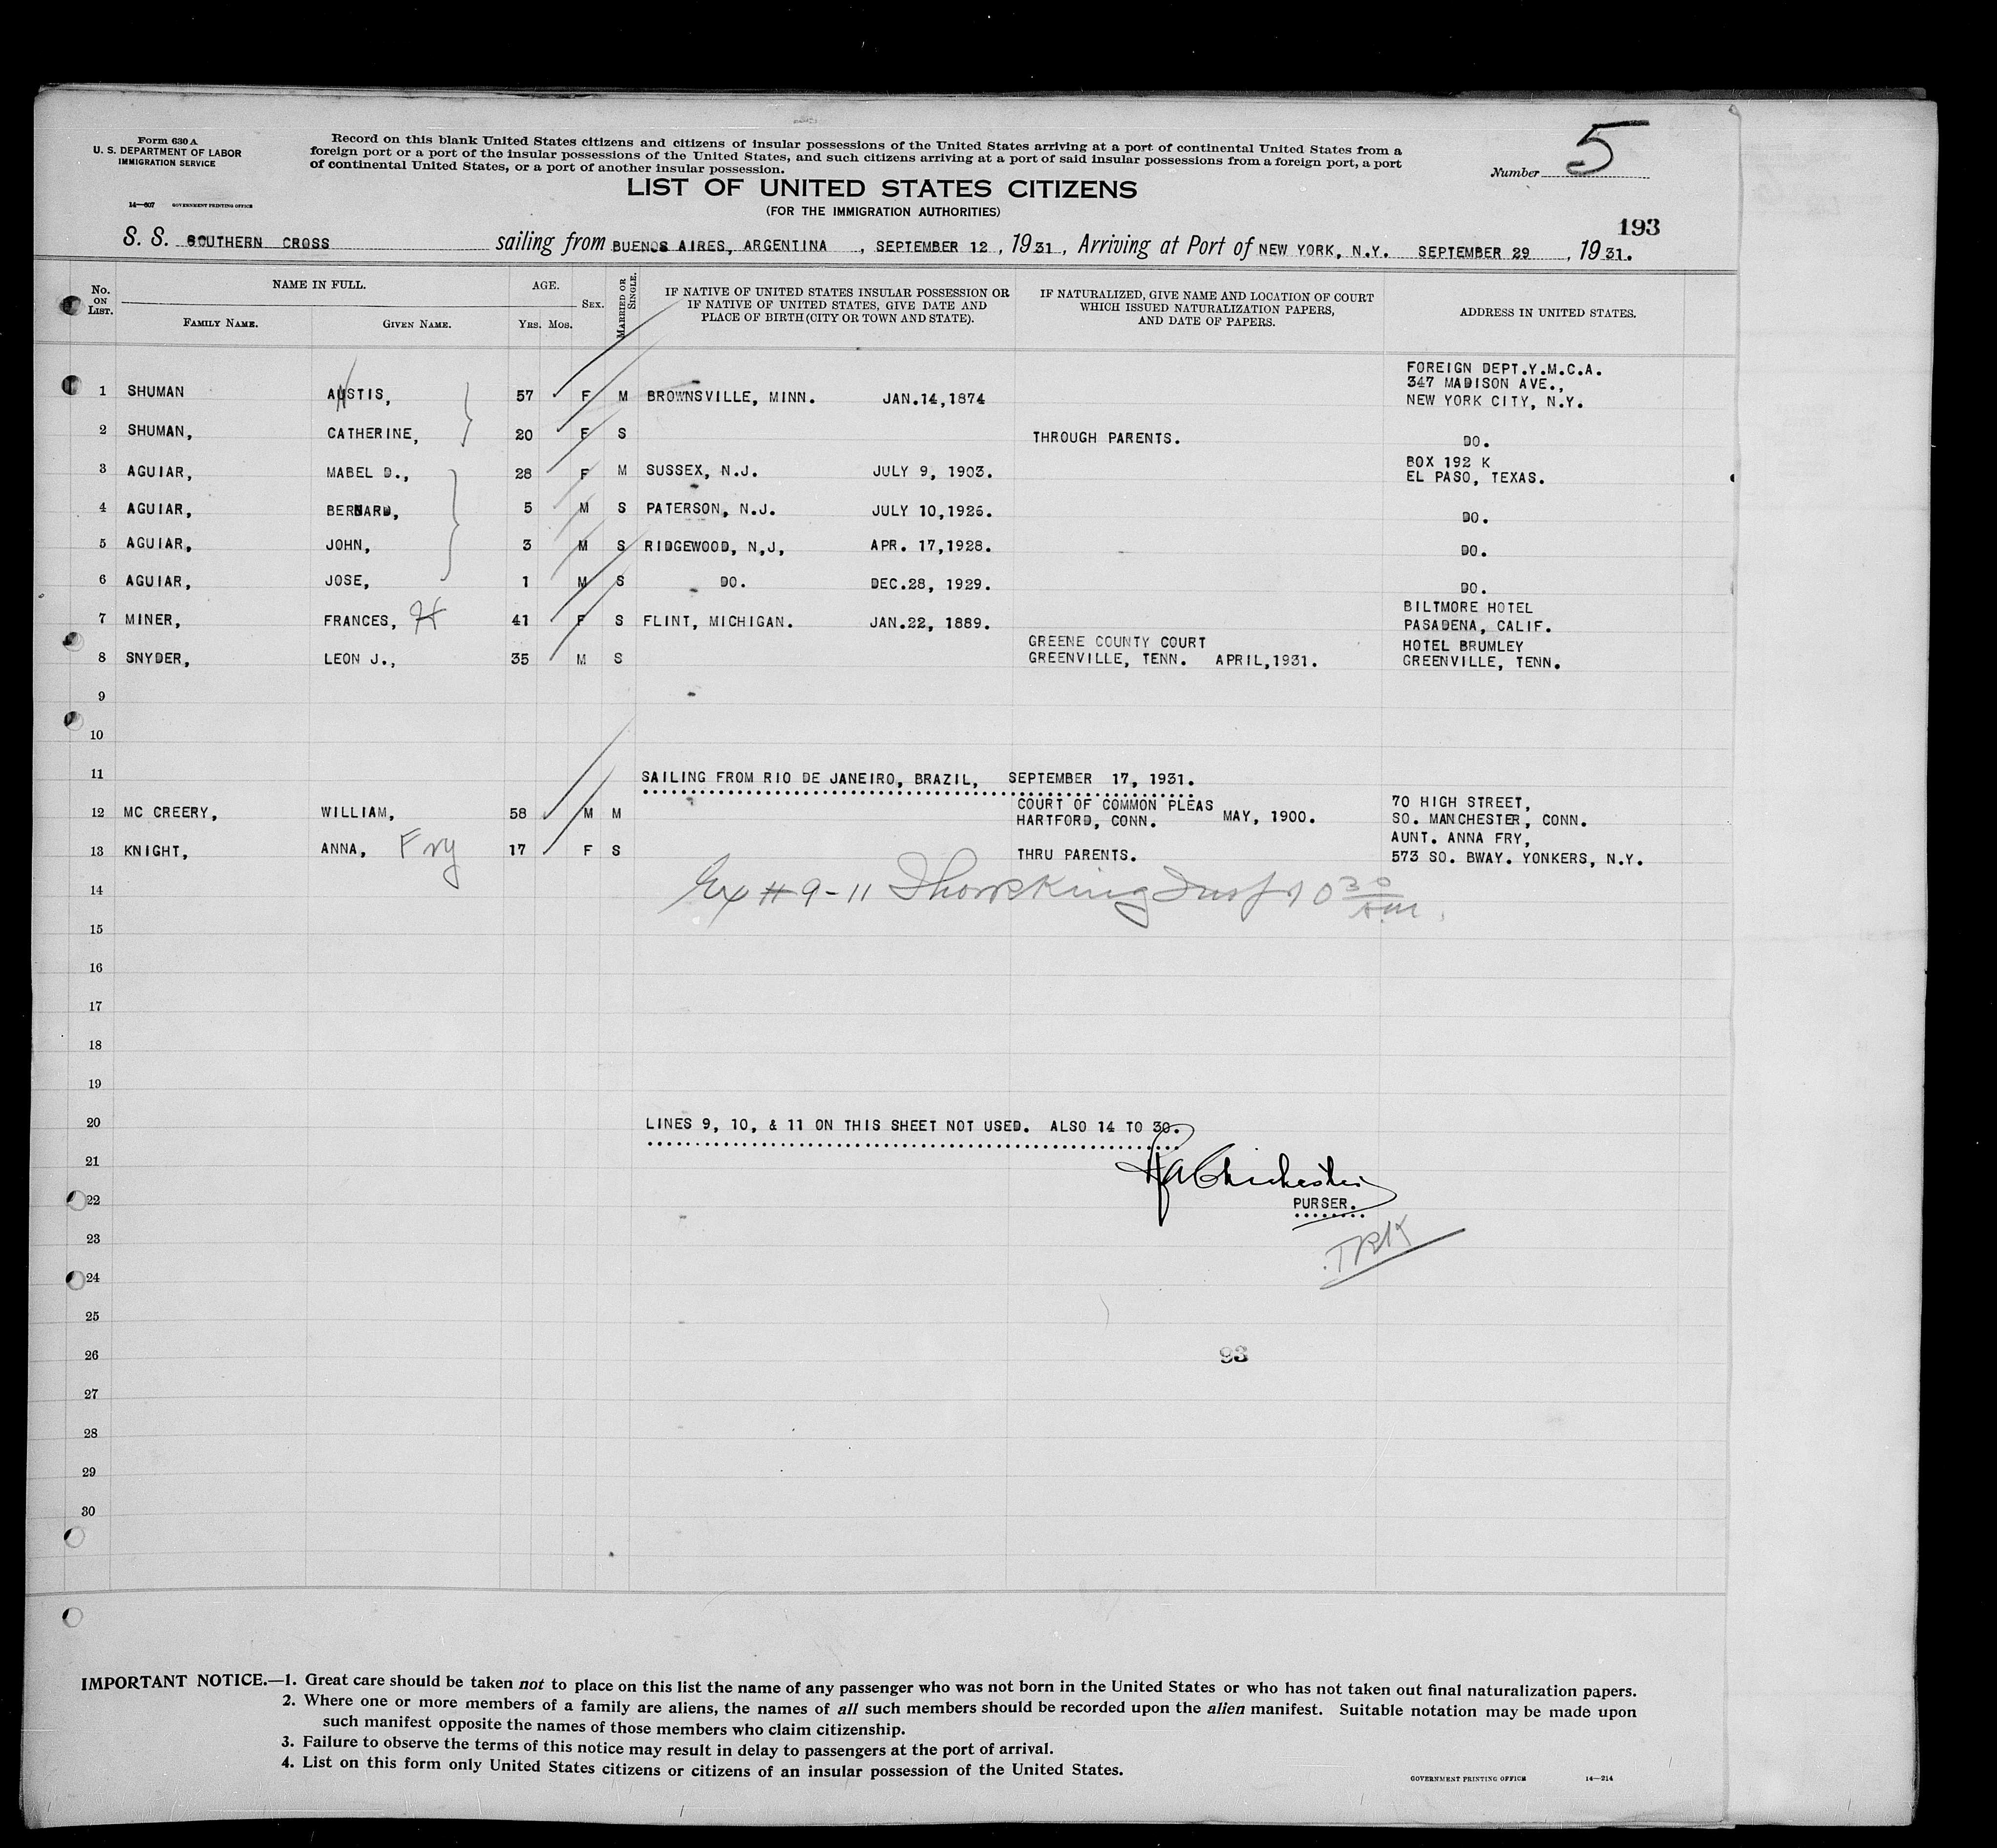 Form 630 A
U. S. DEPARTMENT OF LABOR
IMMIGRATION SERVICE
14—607 GOVERNMENT PRINTING OFFICE
Record on this blank United States citizens and citizens of insular possessions of the United States arriving at a port of continental United States from a
foreign port or a port of the insular possessions of the United States, and such citizens arriving at a port of said insular possessions from a foreign port, a port
of continental United States, or a port of another insular possession.
Number 5
LIST OF UNITED STATES CITIZENS
(FOR THE IMMIGRATION AUTHORITIES)
193
S. S. SOUTHERN CROSS sailing from BUENOS AIRES, ARGENTINA , SEPTEMBER 12 , 1931 , Arriving at Port of NEW YORK, N.Y. SEPTEMBER 29 , 1931.
No. ON LIST.
NAME IN FULL.
FAMILY NAME. GIVEN NAME.
AGE.
YRS. MOS.
SEX.
MARRIED OR SINGLE.
IF NATIVE OF UNITED STATES INSULAR POSSESSION OR
IF NATIVE OF UNITED STATES, GIVE DATE AND
PLACE OF BIRTH (CITY OR TOWN AND STATE).
IF NATURALIZED, GIVE NAME AND LOCATION OF COURT
WHICH ISSUED NATURALIZATION PAPERS,
AND DATE OF PAPERS.
ADDRESS IN UNITED STATES.
FOREIGN DEPT.Y.M.C.A.
347 MADISON AVE.,
1 SHUMAN AUSTIS, 57 F M BROWNSVILLE, MINN. JAN.14,1874 NEW YORK CITY, N.Y.
2 SHUMAN, CATHERINE, 20 F S THROUGH PARENTS. DO.
BOX 192 K
3 AGUIAR, MABEL D., 28 F M SUSSEX, N.J. JULY 9, 1903. EL PASO, TEXAS.
4 AGUIAR, BERNARD, 5 M S PATERSON, N.J. JULY 10,1926. DO.
5 AGUIAR, JOHN, 3 M S RIDGEWOOD, N,J, APR. 17,1928. DO.
6 AGUIAR, JOSE, 1 M S DO. DEC.28, 1929. DO.
BILTMORE HOTEL
7 MINER, FRANCES, H 41 F S FLINT, MICHIGAN. JAN.22, 1889. PASADENA, CALIF.
GREENE COUNTY COURT HOTEL BRUMLEY
8 SNYDER, LEON J., 35 M S GREENVILLE, TENN. APRIL,1931. GREENVILLE, TENN.
9
10
11 SAILING FROM RIO DE JANEIRO, BRAZIL, SEPTEMBER 17, 1931.
COURT OF COMMON PLEAS 70 HIGH STREET,
12 MC CREERY, WILLIAM, 58 M M HARTFORD, CONN. MAY, 1900. SO. MANCHESTER, CONN.
AUNT. ANNA FRY,
13 KNIGHT, ANNA, Fry 17 F S THRU PARENTS. 573 SO. BWAY. YONKERS, N.Y.
14 Ex # 9-11 10 30 AM
15
16
17
18
19
20 LINES 9, 10, & 11 ON THIS SHEET NOT USED. ALSO 14 TO 30.
21 Chichester
22 PURSER.
23 TRK
24
25
26 93
27
28
29
30
IMPORTANT NOTICE.—1. Great care should be taken not to place on this list the name of any passenger who was not born in the United States or who has not taken out final naturalization papers.
2. Where one or more members of a family are aliens, the names of all such members should be recorded upon the alien manifest. Suitable notation may be made upon
such manifest opposite the names of those members who claim citizenship.
3. Failure to observe the terms of this notice may result in delay to passengers at the port of arrival.
4. List on this form only United States citizens or citizens of an insular possession of the United States.
GOVERNMENT PRINTING OFFICE 14—214